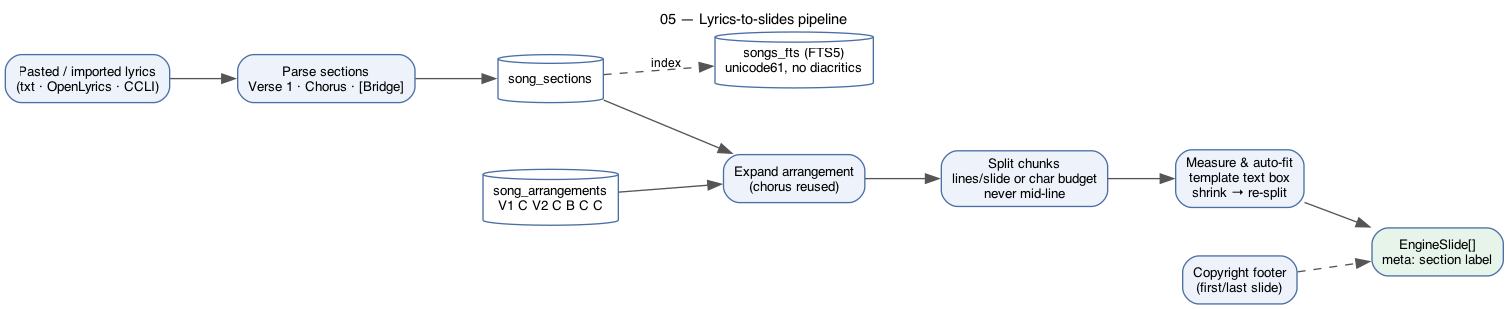 05 — Lyrics-to-slides pipeline
Pasted / imported lyrics
(txt · OpenLyrics · CCLI)
Parse sections
Verse 1 · Chorus · [Bridge]
song_sections
index
songs_fts (FTS5)
unicode61, no diacritics
song_arrangements
V1 C V2 C B C C
Expand arrangement
(chorus reused)
Split chunks
lines/slide or char budget
never mid-line
Measure & auto-fit
template text box
shrink → re-split
Copyright footer
(first/last slide)
EngineSlide[]
meta: section label